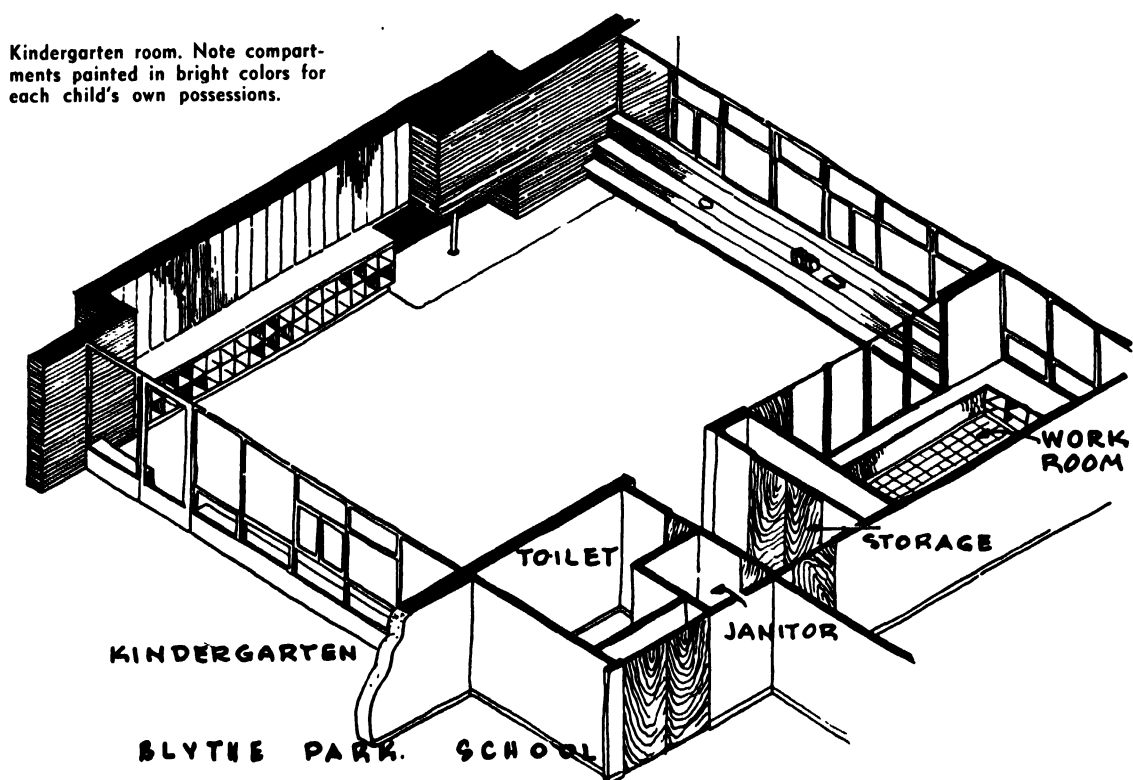 Kindergarten room. Note compart-
ments painted in bright colors for
each child's own possessions.
WORK
ROOM
STORAGE
TOILET
JANITOR
KINDERGARTEN
BLYTHE PARK. SCHOOL